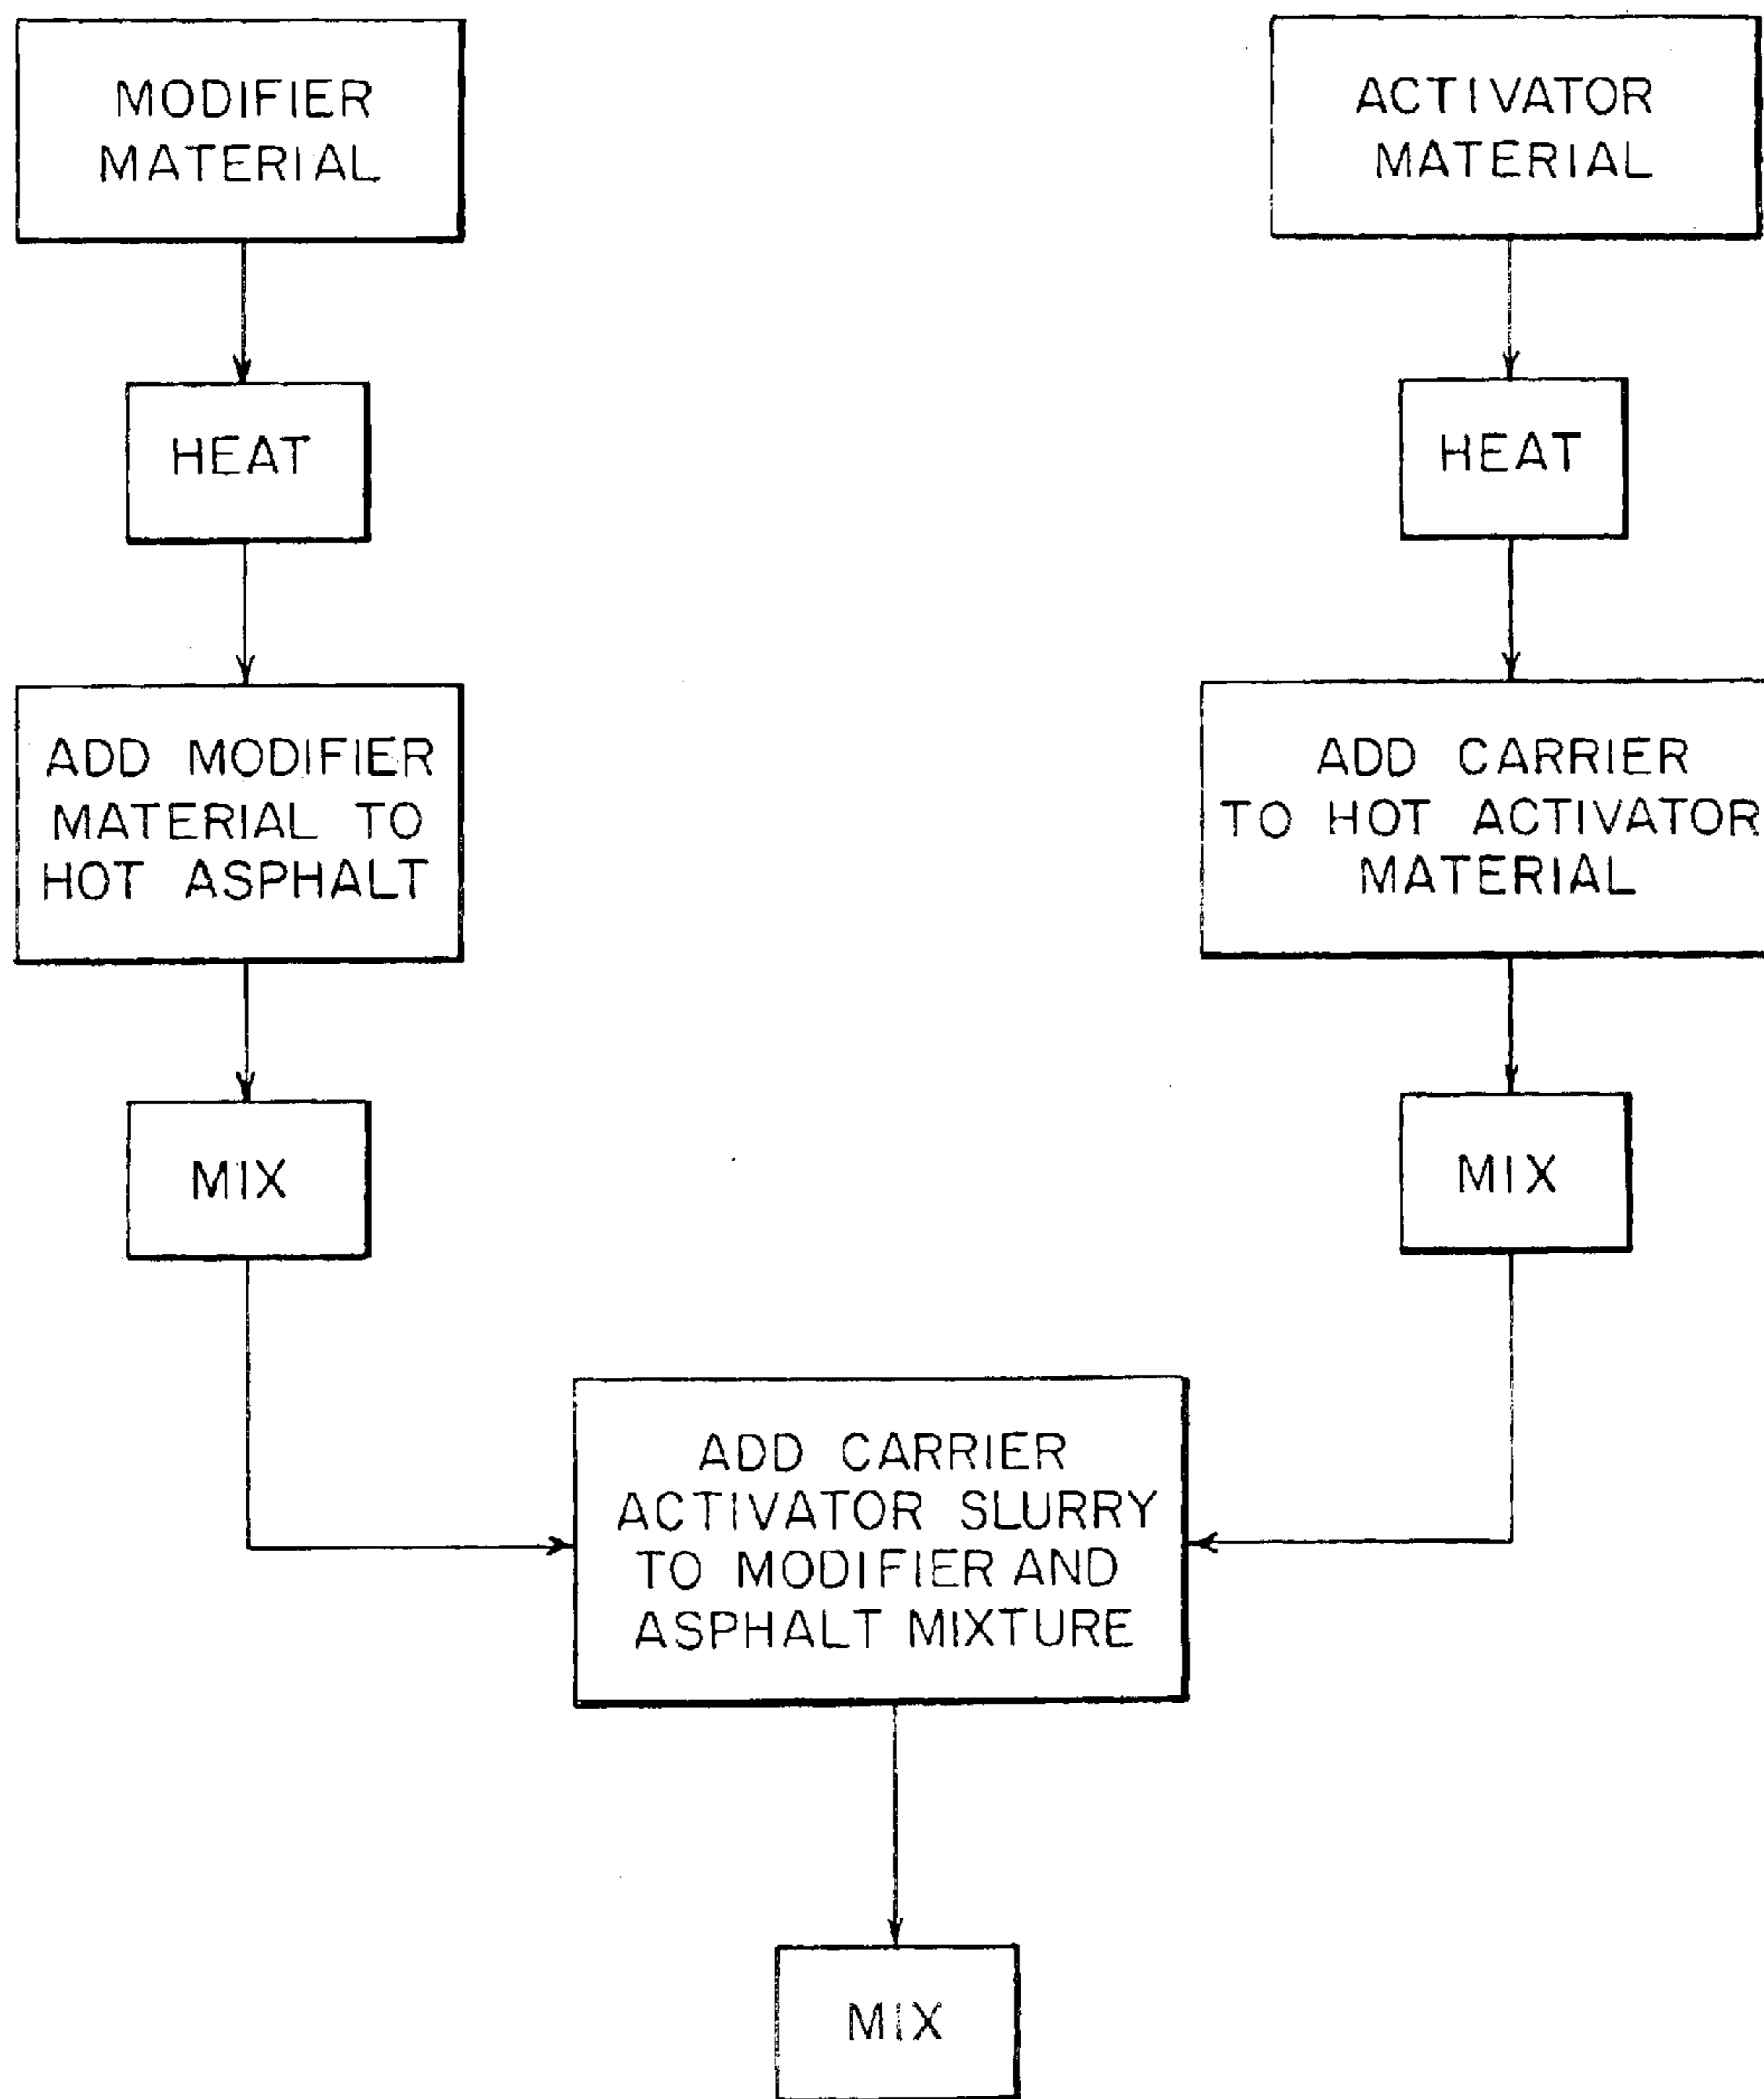 MODIFIER
MATERIAL
HEAT
ADD MODIFIER
MATERIAL TO
HOT ASPHALT
MIX
ACTIVATOR
MATERIAL
HEAT
ADD CARRIER
TO HOT ACTIVATOR
MATERIAL
MIX
ADD CARRIER
ACTIVATOR SLURRY
TO MODIFIER AND
ASPHALT MIXTURE
MIX